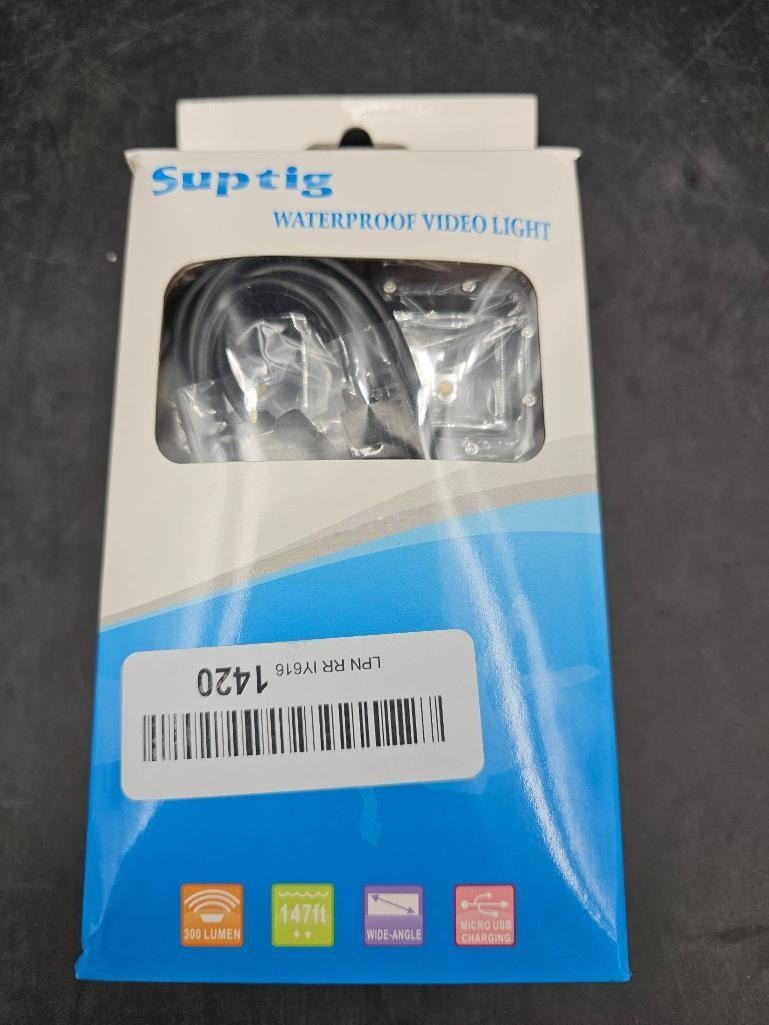 Suptig
WATERPROOF VIDEO LIGHT
LPN RR IY616 1420
300 LUMEN
147ft
WIDE-ANGLE
MICRO USB
CHARGING